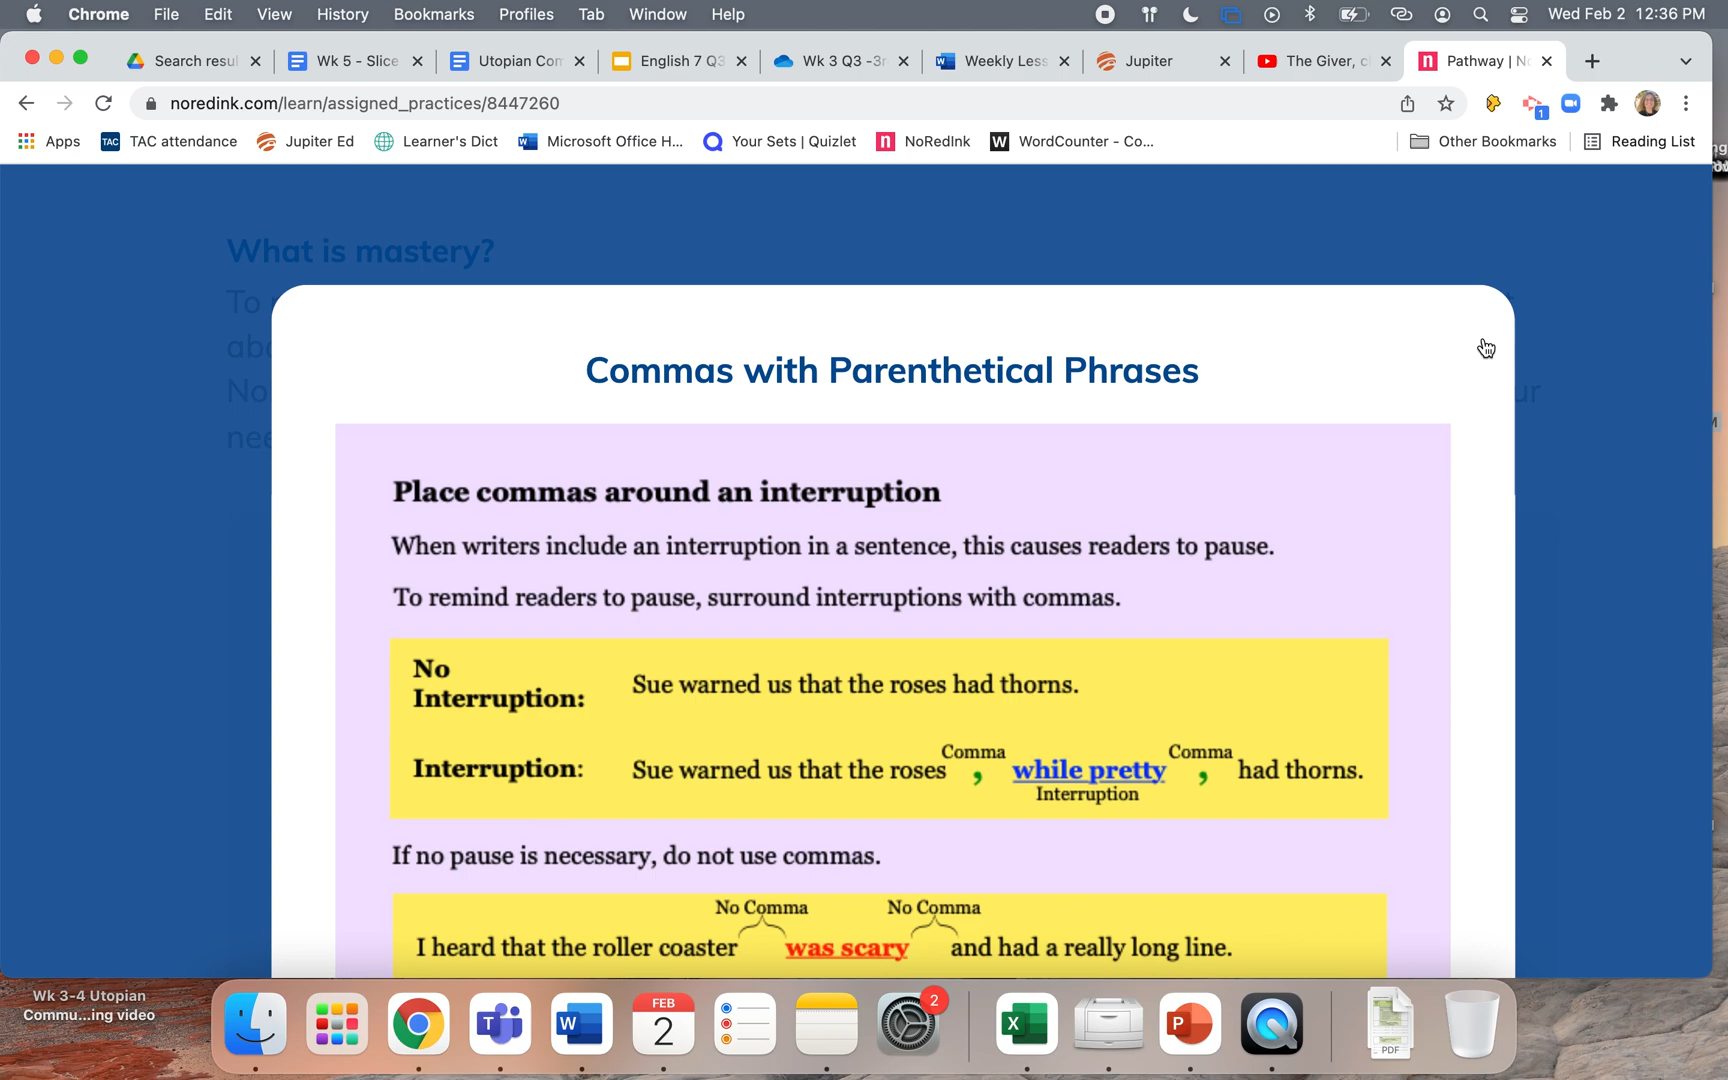 Chrome File Edit View History Bookmarks Profiles Tab Window Help Wed Feb 2 12:36 PM
Search resul Wk 5 - Slice Utopian Com English 7 Q3 Wk 3 Q3 -3r Weekly Less Jupiter The Giver, c Pathway | No
noredink.com/learn/assigned_practices/8447260 1
Apps TAC TAC attendance Jupiter Ed Learner's Dict Microsoft Office H... Your Sets | Quizlet NoRedInk WordCounter - Co... Other Bookmarks Reading List
What is mastery?
To
No
Commas with Parenthetical Phrases
Place commas around an interruption
When writers include an interruption in a sentence, this causes readers to pause.
To remind readers to pause, surround interruptions with commas.
No
Interruption: Sue warned us that the roses had thorns.
Comma Comma
Interruption: Sue warned us that the roses , while pretty , had thorns.
Interruption
If no pause is necessary, do not use commas.
No Comma No Comma
I heard that the roller coaster was scary and had a really long line.
Wk 3-4 Utopian
Commu...ing video
FEB
2
2
PDF